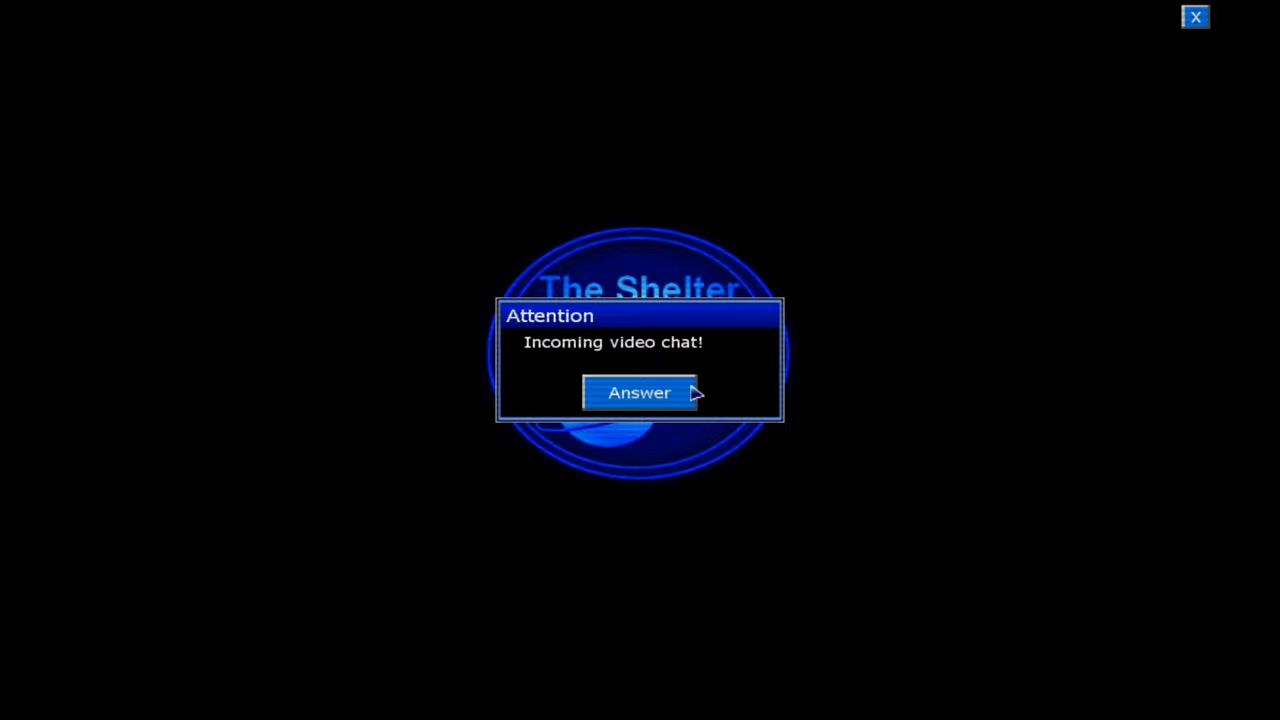 X
The Shelter
Attention
Incoming video chat!
Answer